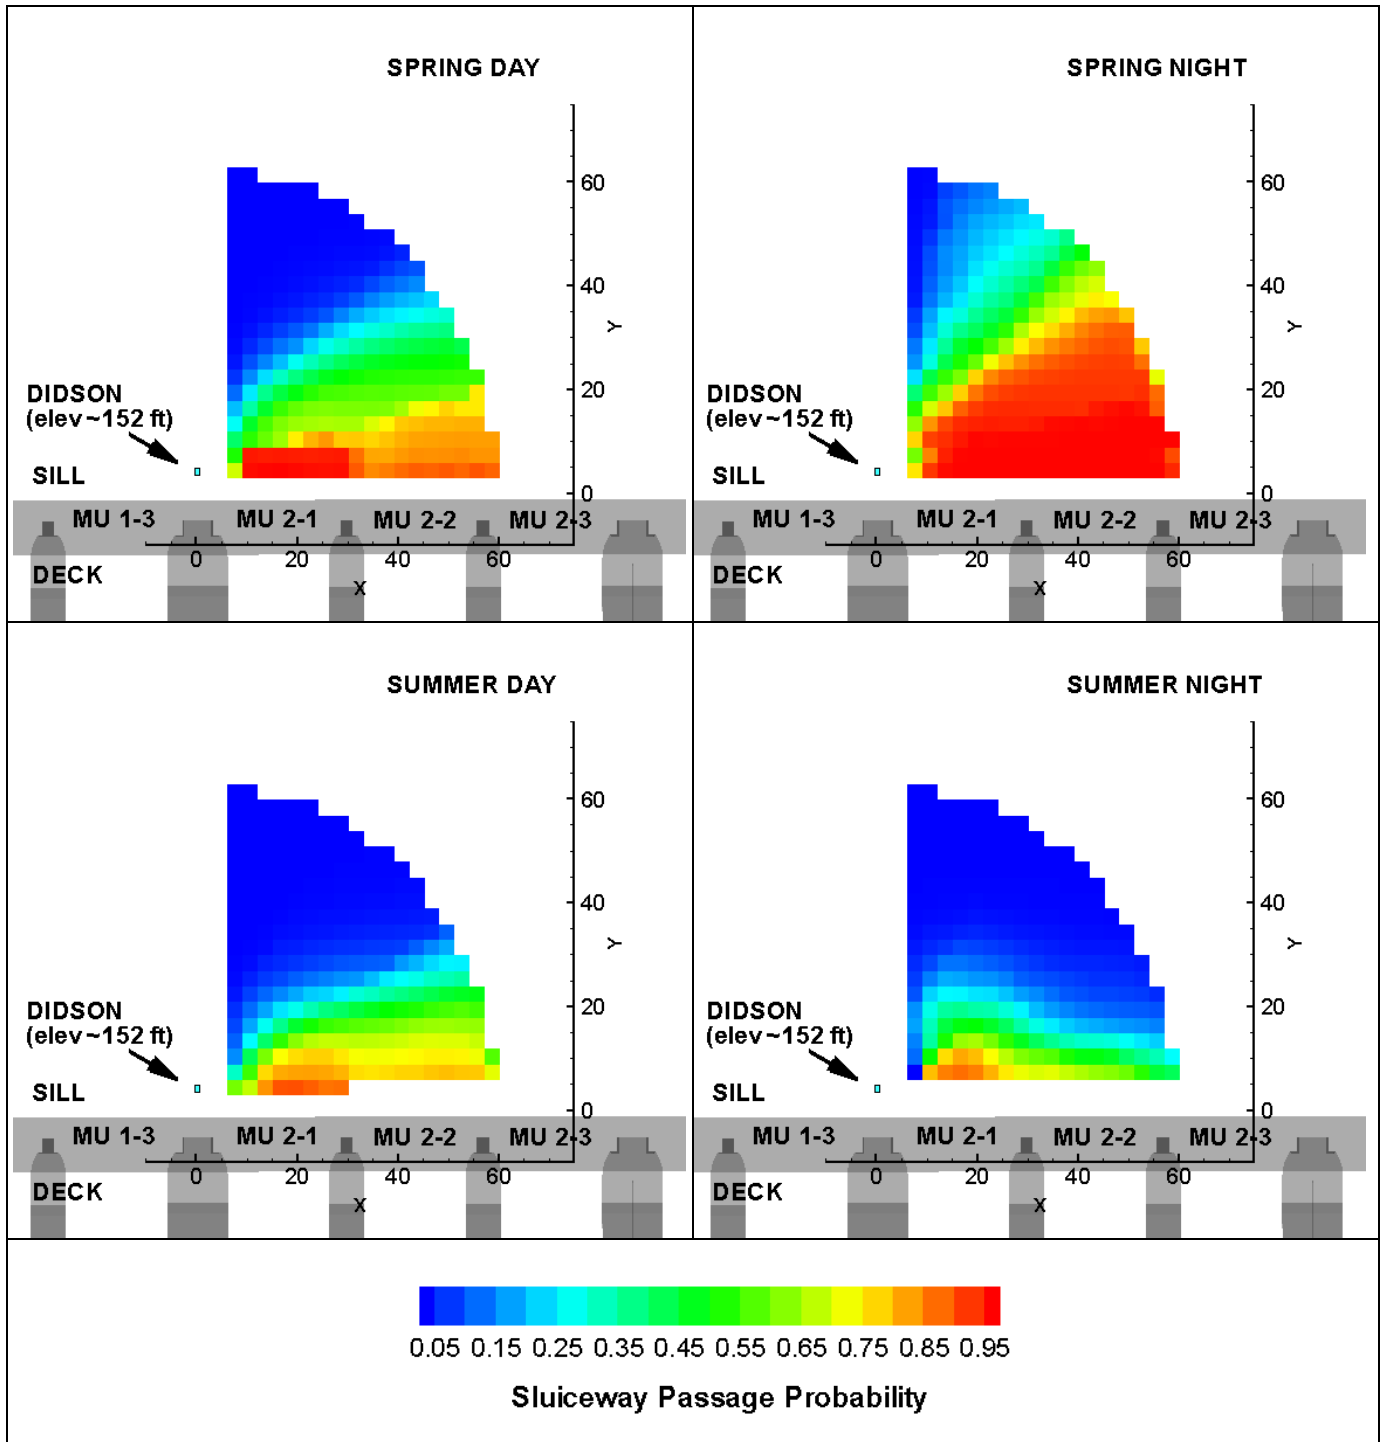 SPRING DAY
60
40
Y
20
DIDSON
(elev ~152 ft)
SILL
0
MU 1-3 MU 2-1 MU 2-2 MU 2-3
0 20 40 60
DECK
X
SPRING NIGHT
60
40
Y
20
DIDSON
(elev ~152 ft)
SILL
0
MU 1-3 MU 2-1 MU 2-2 MU 2-3
0 20 40 60
DECK
X
SUMMER DAY
60
40
Y
20
DIDSON
(elev ~152 ft)
SILL
0
MU 1-3 MU 2-1 MU 2-2 MU 2-3
0 20 40 60
DECK
X
SUMMER NIGHT
60
40
Y
20
DIDSON
(elev ~152 ft)
SILL
0
MU 1-3 MU 2-1 MU 2-2 MU 2-3
0 20 40 60
DECK
X
0.05 0.15 0.25 0.35 0.45 0.55 0.65 0.75 0.85 0.95
Sluiceway Passage Probability